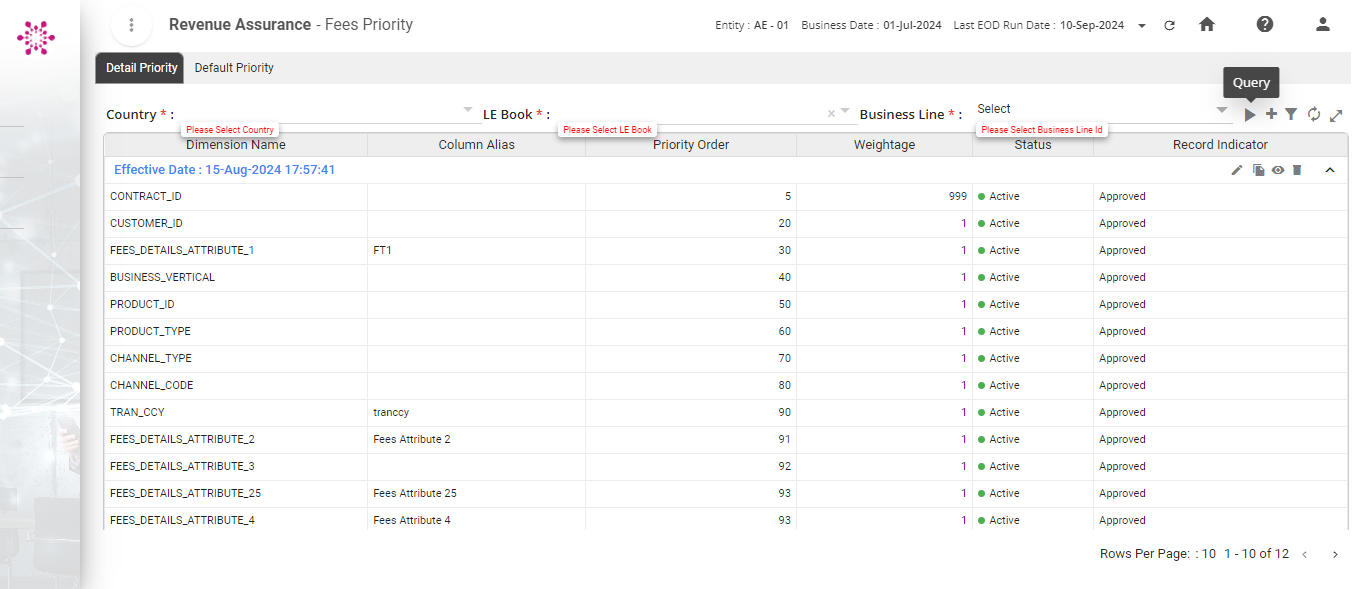 Revenue Assurance - Fees Priority
Entity : AE - 01 Business Date : 01-Jul-2024 Last EOD Run Date : 10-Sep-2024
Detail Priority Default Priority
Query
Country * : LE Book * : × Business Line * : Select
Please Select Country Please Select LE Book Please Select Business Line Id
Dimension Name Column Alias Priority Order Weightage Status Record Indicator
Effective Date : 15-Aug-2024 17:57:41
CONTRACT_ID 5 999 Active Approved
CUSTOMER_ID 20 1 Active Approved
FEES_DETAILS_ATTRIBUTE_1 FT1 30 1 Active Approved
BUSINESS_VERTICAL 40 1 Active Approved
PRODUCT_ID 50 1 Active Approved
PRODUCT_TYPE 60 1 Active Approved
CHANNEL_TYPE 70 1 Active Approved
CHANNEL_CODE 80 1 Active Approved
TRAN_CCY tranccy 90 1 Active Approved
FEES_DETAILS_ATTRIBUTE_2 Fees Attribute 2 91 1 Active Approved
FEES_DETAILS_ATTRIBUTE_3 92 1 Active Approved
FEES_DETAILS_ATTRIBUTE_25 Fees Attribute 25 93 1 Active Approved
FEES_DETAILS_ATTRIBUTE_4 Fees Attribute 4 93 1 Active Approved
Rows Per Page: : 10 1 - 10 of 12